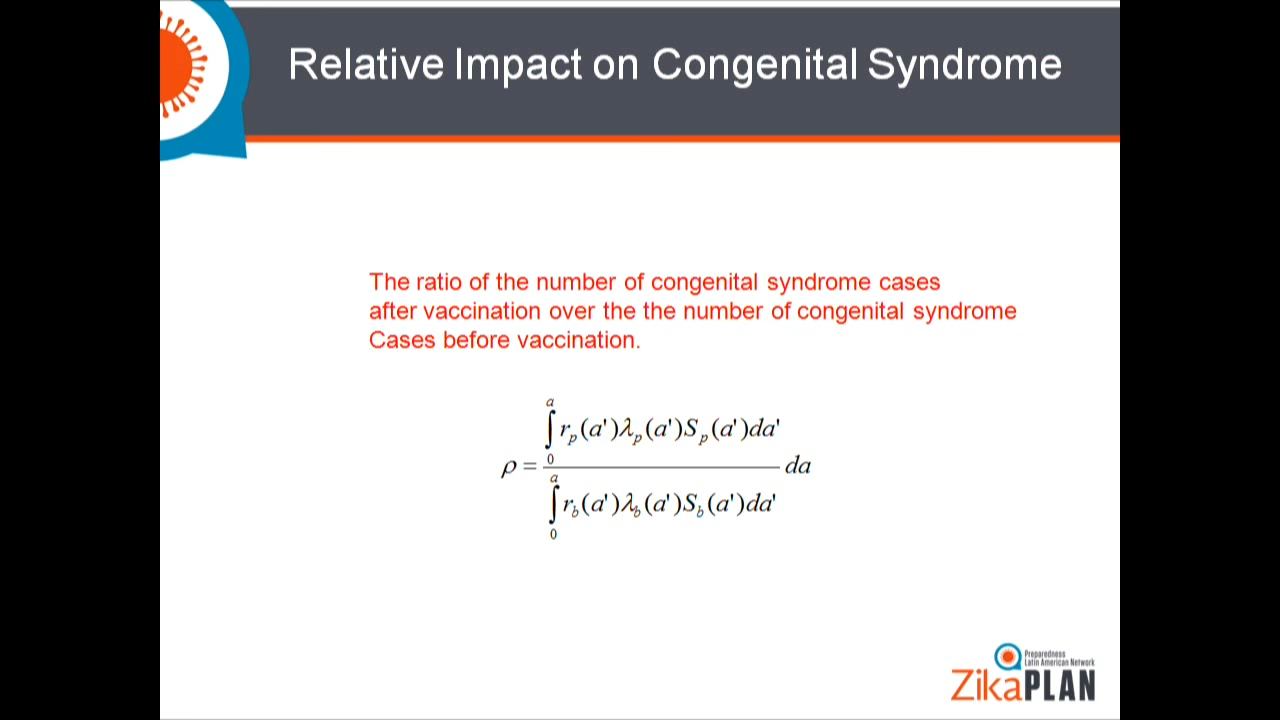 Relative Impact on Congenital Syndrome
The ratio of the number of congenital syndrome cases
after vaccination over the the number of congenital syndrome
Cases before vaccination.
ρ = ∫₀ᵃ r_p(a')λ_p(a')S_p(a')da' / ∫₀ᵃ r_b(a')λ_b(a')S_b(a')da' da
Preparedness
Latin American Network
ZikaPLAN